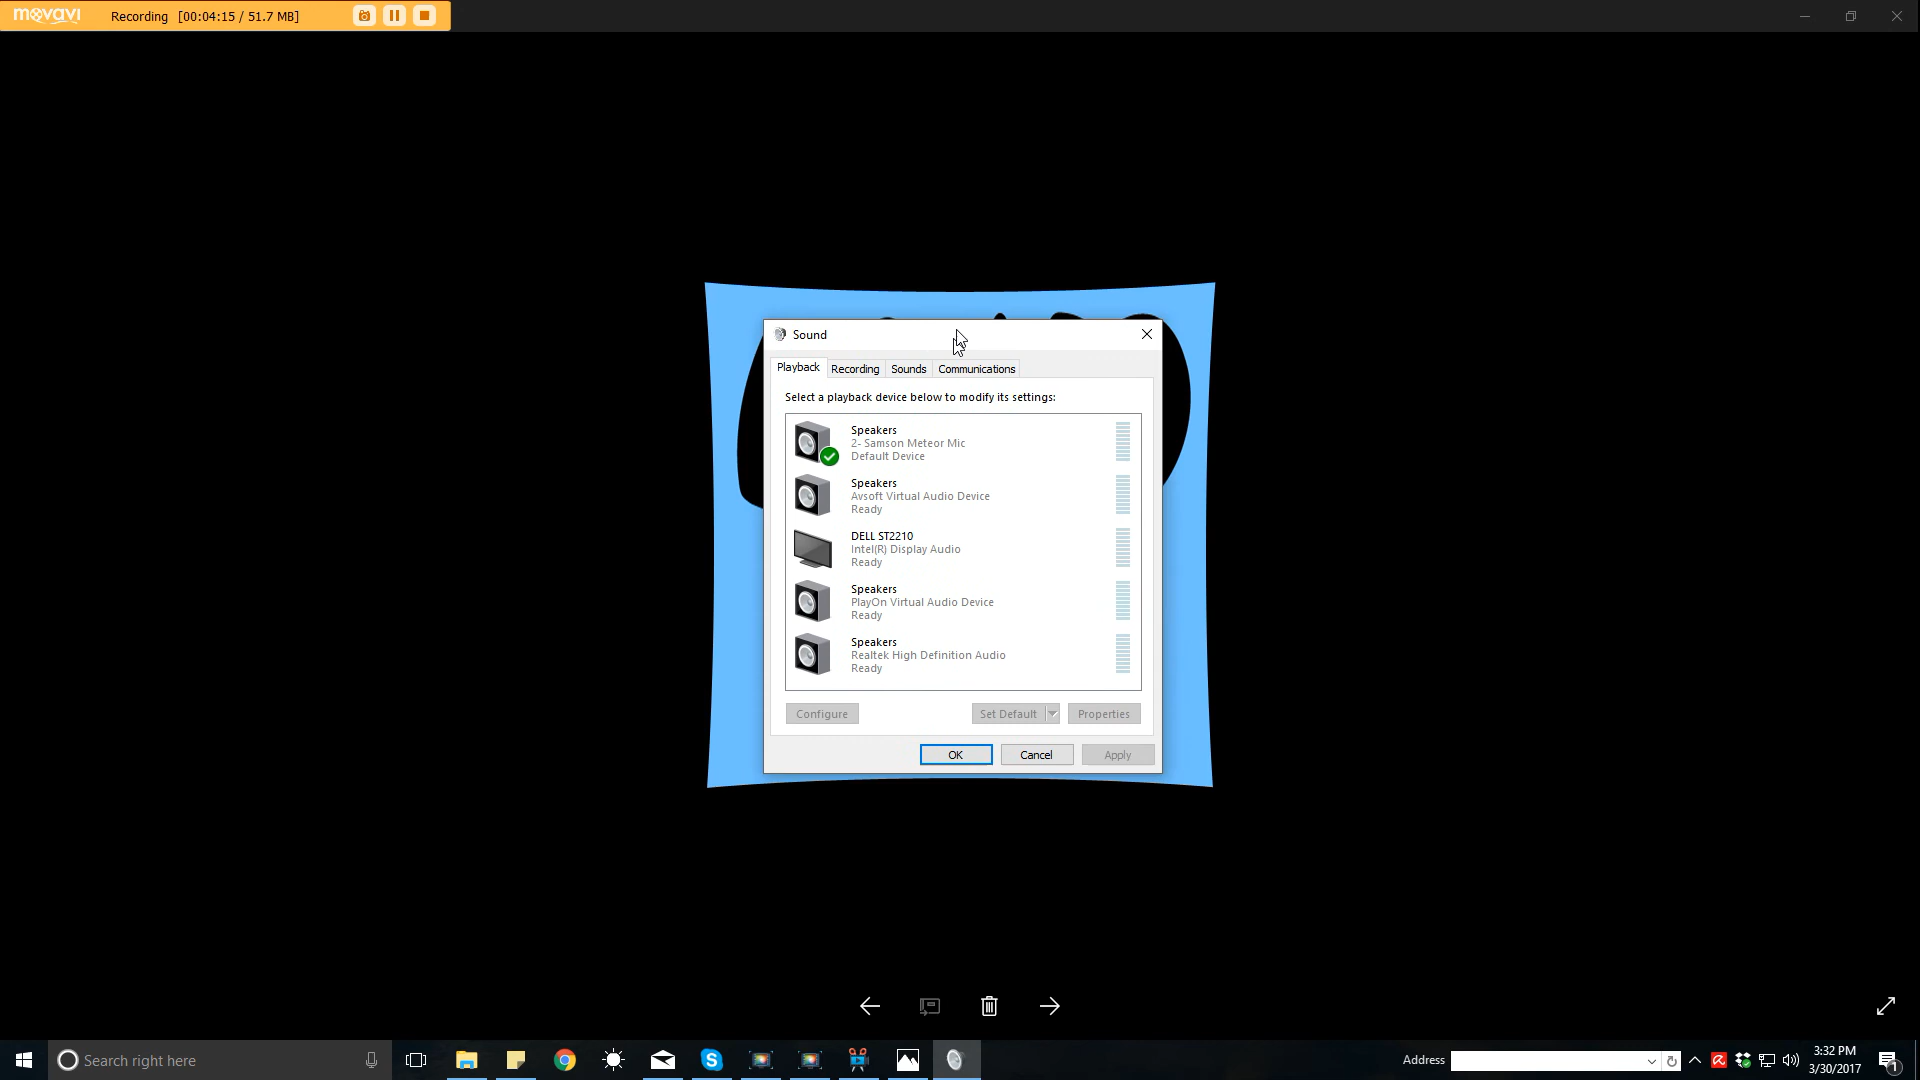 movavi
Recording [00:04:15 / 51.7 MB]
Sound
Playback Recording Sounds Communications
Select a playback device below to modify its settings:
Speakers
2- Samson Meteor Mic
Default Device
Speakers
Avsoft Virtual Audio Device
Ready
DELL ST2210
Intel(R) Display Audio
Ready
Speakers
PlayOn Virtual Audio Device
Ready
Speakers
Realtek High Definition Audio
Ready
Configure Set Default Properties
OK Cancel Apply
Search right here
Address
3:32 PM
3/30/2017
1